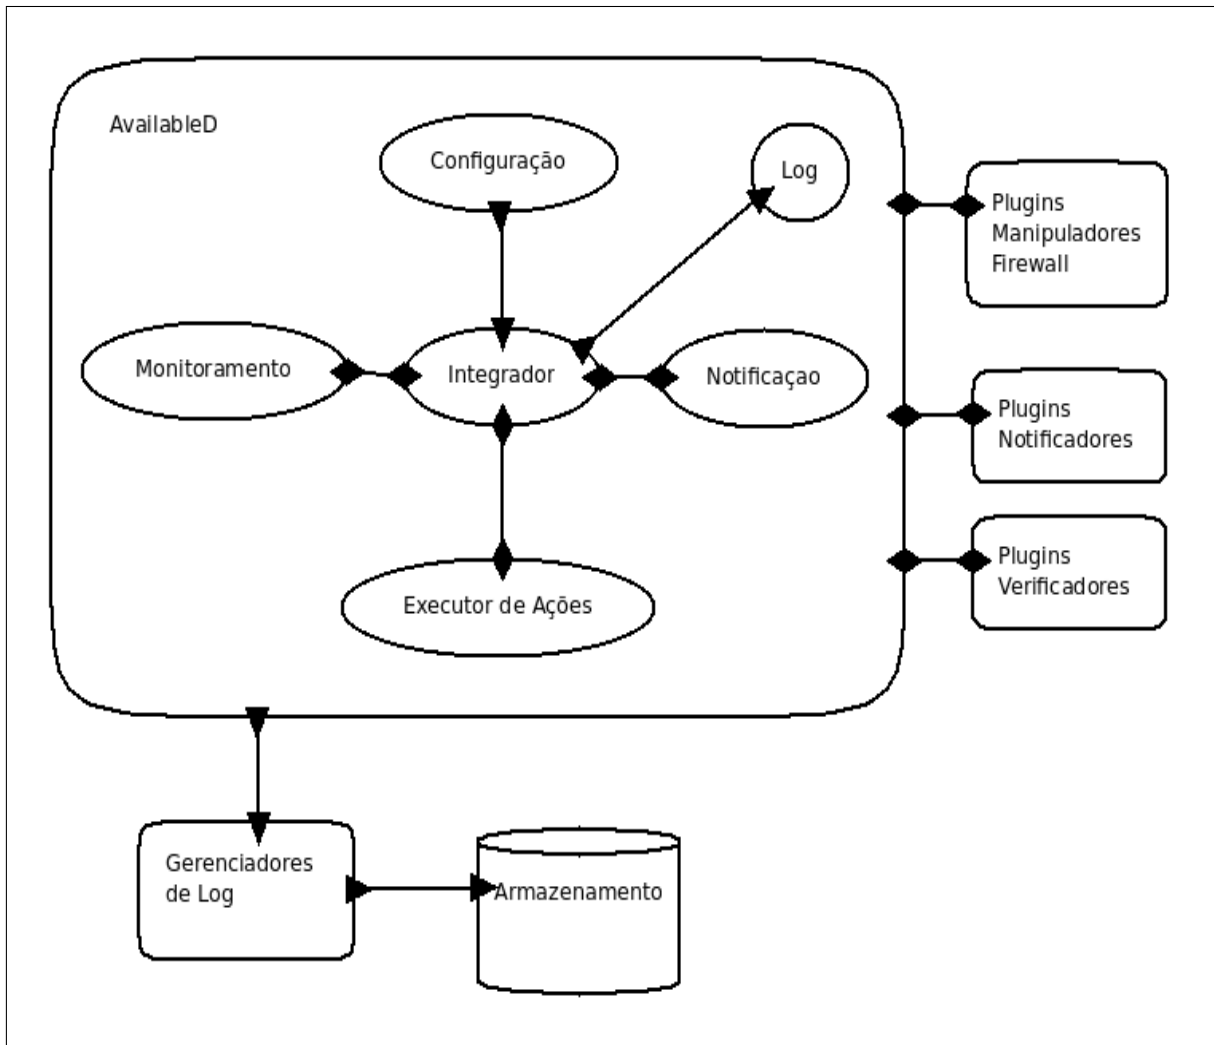 AvailableD
Configuração
Log
Plugins
Manipuladores
Firewall
Monitoramento
Integrador
Notificaçao
Plugins
Notificadores
Plugins
Verificadores
Executor de Ações
Gerenciadores
de Log
Armazenamento